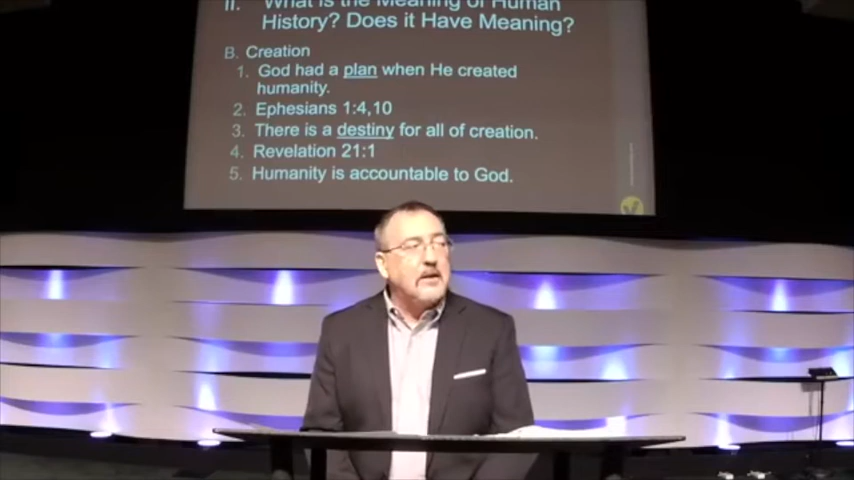 II. What is the Meaning of Human
History? Does it Have Meaning?
B. Creation
1. God had a plan when He created
humanity.
2. Ephesians 1:4,10
3. There is a destiny for all of creation.
4. Revelation 21:1
5. Humanity is accountable to God.